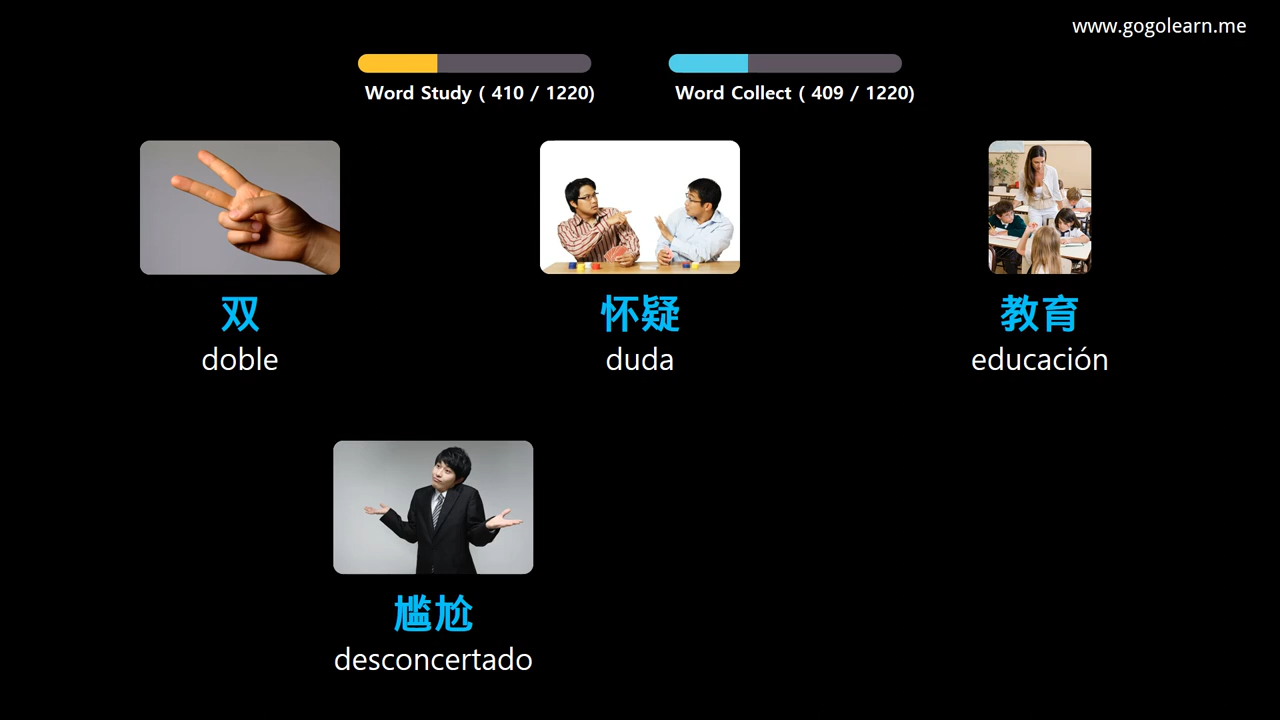 www.gogolearn.me
Word Study ( 410 / 1220)
Word Collect ( 409 / 1220)
双
doble
怀疑
duda
教育
educación
尴尬
desconcertado